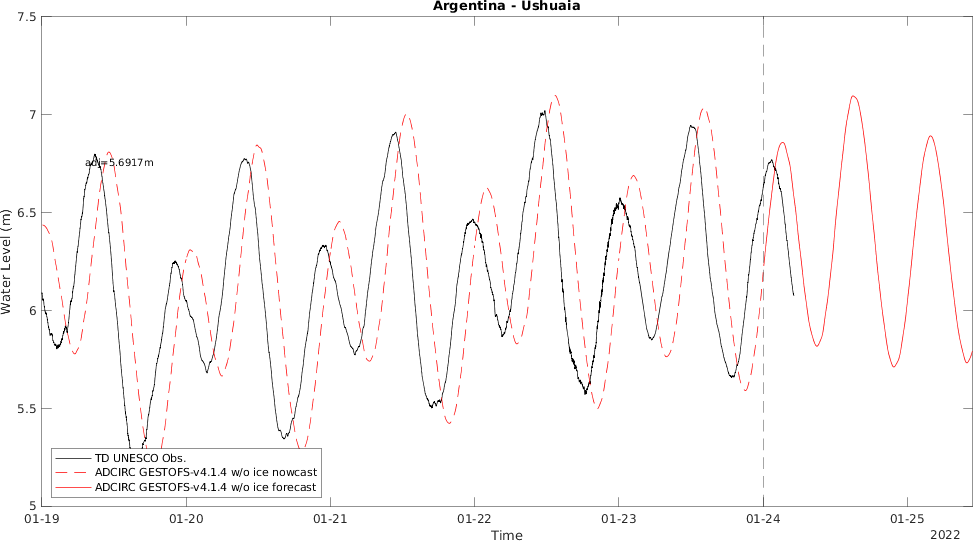 Argentina - Ushuaia
7.5
7
6.5
6
5.5
5
Water Level (m)
adj=5.6917m
TD UNESCO Obs.
ADCIRC GESTOFS-v4.1.4 w/o ice nowcast
ADCIRC GESTOFS-v4.1.4 w/o ice forecast
01-19 01-20 01-21 01-22 01-23 01-24 01-25
Time
2022